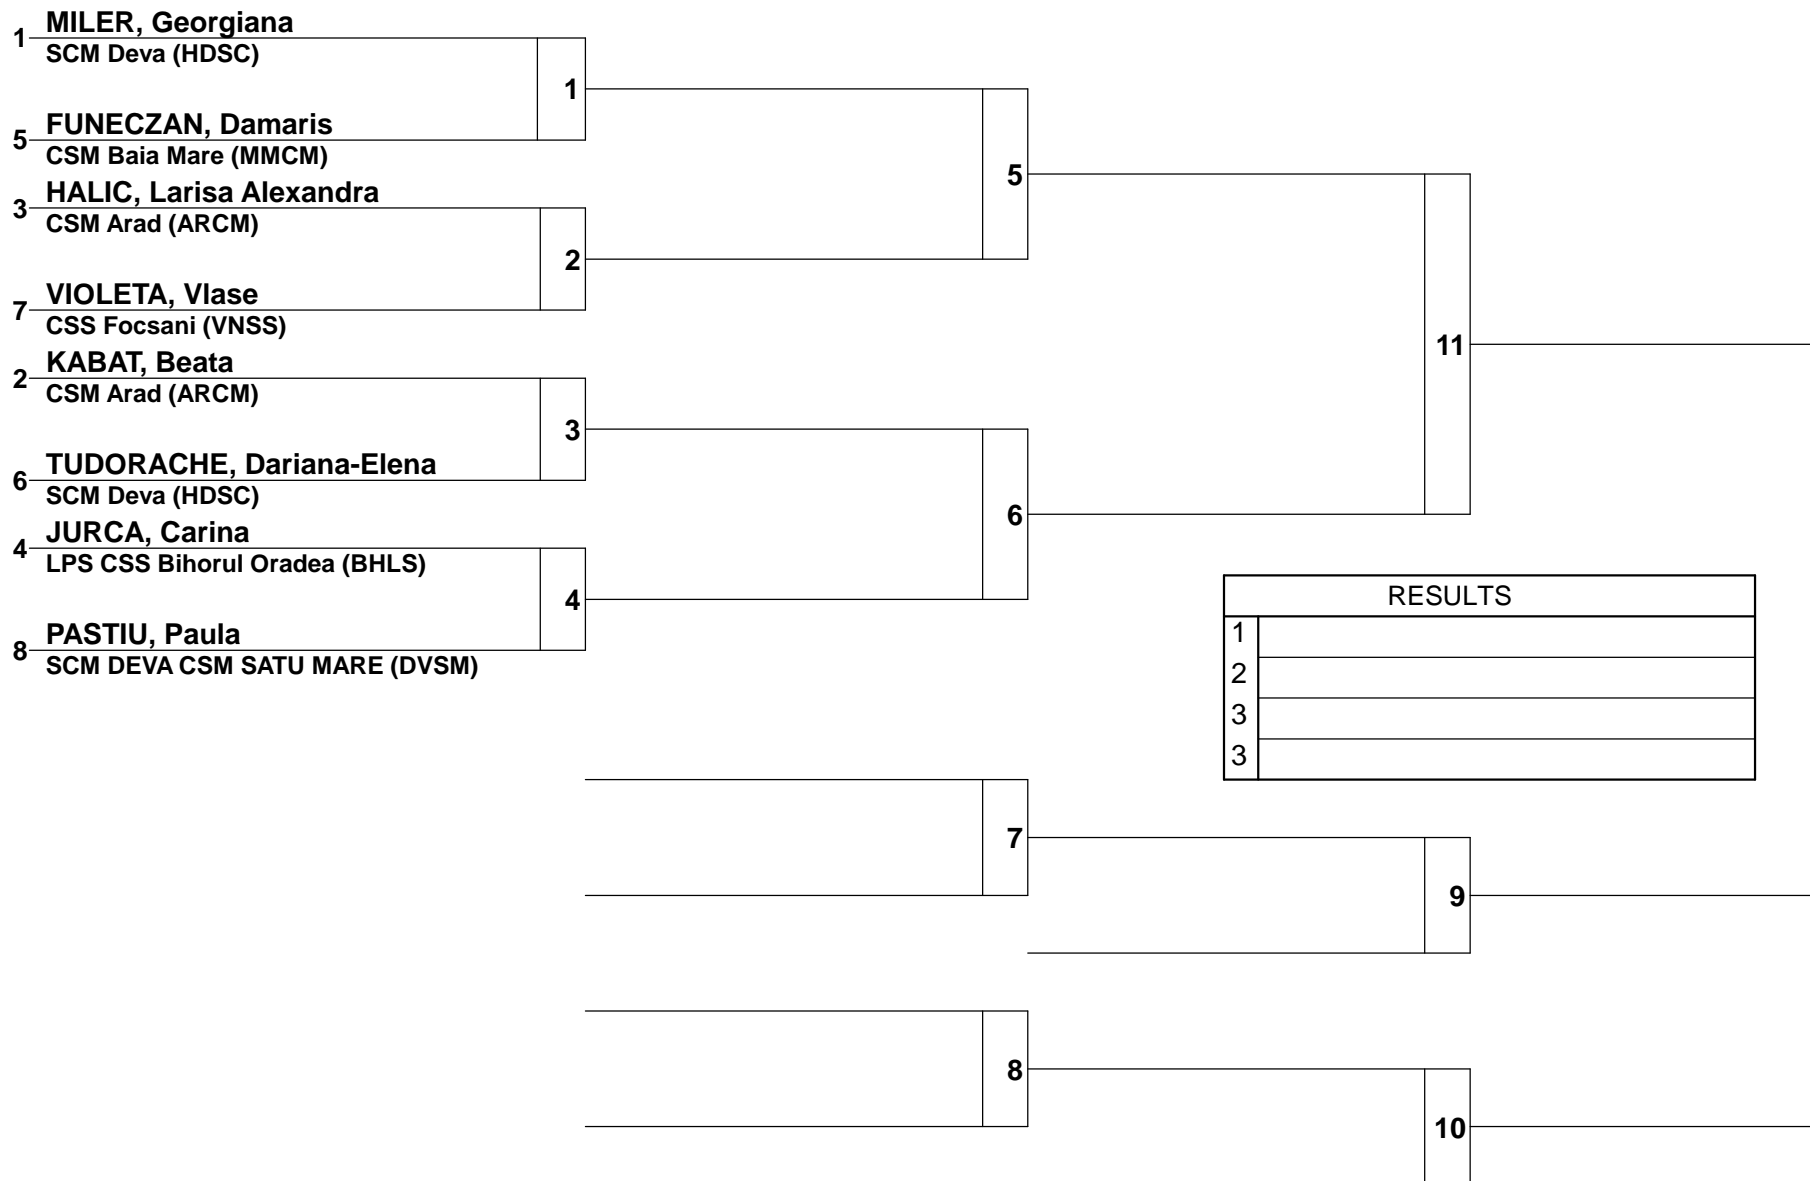 MILER, Georgiana
1
SCM Deva (HDSC)
1
FUNECZAN, Damaris
5
CSM Baia Mare (MMCM)
HALIC, Larisa Alexandra
5
3
CSM Arad (ARCM)
2
VIOLETA, Vlase
7
CSS Focsani (VNSS)
KABAT, Beata
11
2
CSM Arad (ARCM)
3
TUDORACHE, Dariana-Elena
6
SCM Deva (HDSC)
6
JURCA, Carina
4
LPS CSS Bihorul Oradea (BHLS)
4
RESULTS
PASTIU, Paula
1
8
SCM DEVA CSM SATU MARE (DVSM)
2
3
3
7
9
8
10